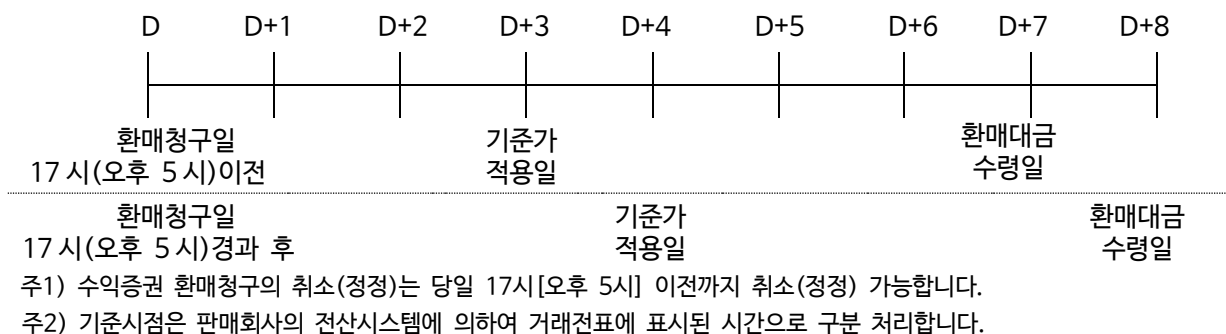 D D+1 D+2 D+3 D+4 D+5 D+6 D+7 D+8
환매청구일 기준가 환매대금
17시(오후 5시)이전 적용일 수령일
환매청구일 기준가 환매대금
17시(오후 5시)경과 후 적용일 수령일
주1) 수익증권 환매청구의 취소(정정)는 당일 17시[오후 5시] 이전까지 취소(정정) 가능합니다.
주2) 기준시점은 판매회사의 전산시스템에 의하여 거래전표에 표시된 시간으로 구분 처리합니다.